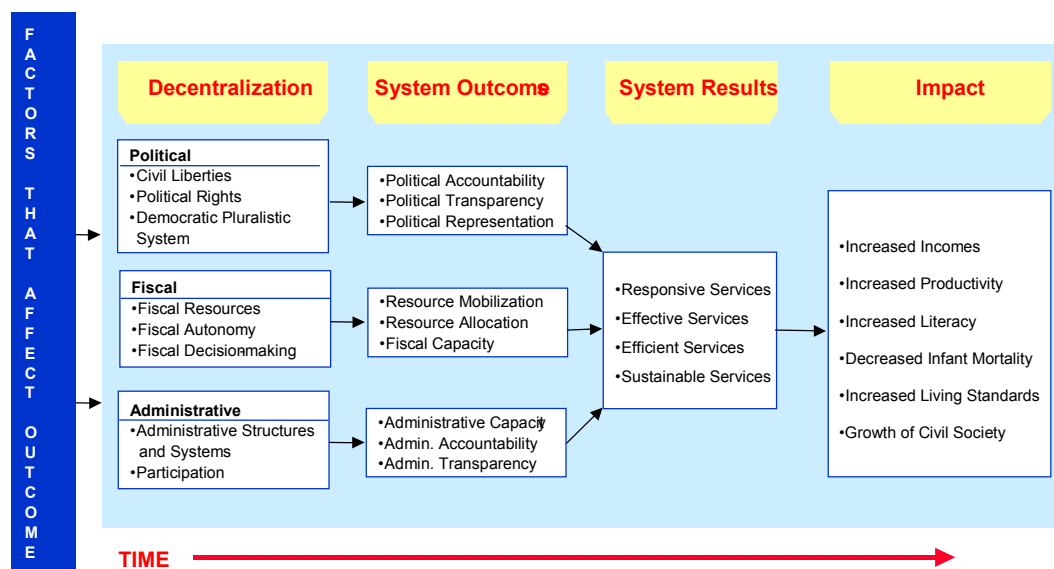 FACTORS THAT AFFECT OUTCOME
Decentralization
System Outcomes
System Results
Impact
Political
•Civil Liberties
•Political Rights
•Democratic Pluralistic
System
•Political Accountability
•Political Transparency
•Political Representation
Fiscal
•Fiscal Resources
•Fiscal Autonomy
•Fiscal Decision-making
•Resource Mobilization
•Resource Allocation
•Fiscal Capacity
Administrative
•Administrative Structures
and Systems
•Participation
•Administrative Capacity
•Admin. Accountability
•Admin. Transparency
•Responsive Services
•Effective Services
•Efficient Services
•Sustainable Services
•Increased Incomes
•Increased Productivity
•Increased Literacy
•Decreased Infant Mortality
•Increased Living Standards
•Growth of Civil Society
TIME